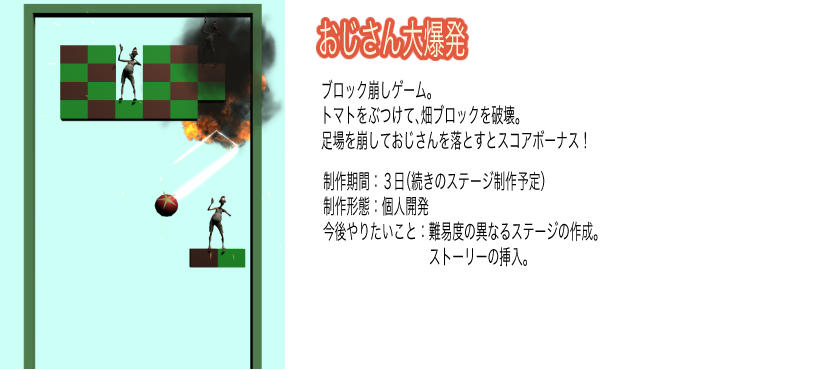 おじさん大爆発
ブロック崩しゲーム。
トマトをぶつけて、畑ブロックを破壊。
足場を崩しておじさんを落とすとスコアボーナス！
制作期間：３日(続きのステージ制作予定)
制作形態：個人開発
今後やりたいこと：難易度の異なるステージの作成。
ストーリーの挿入。